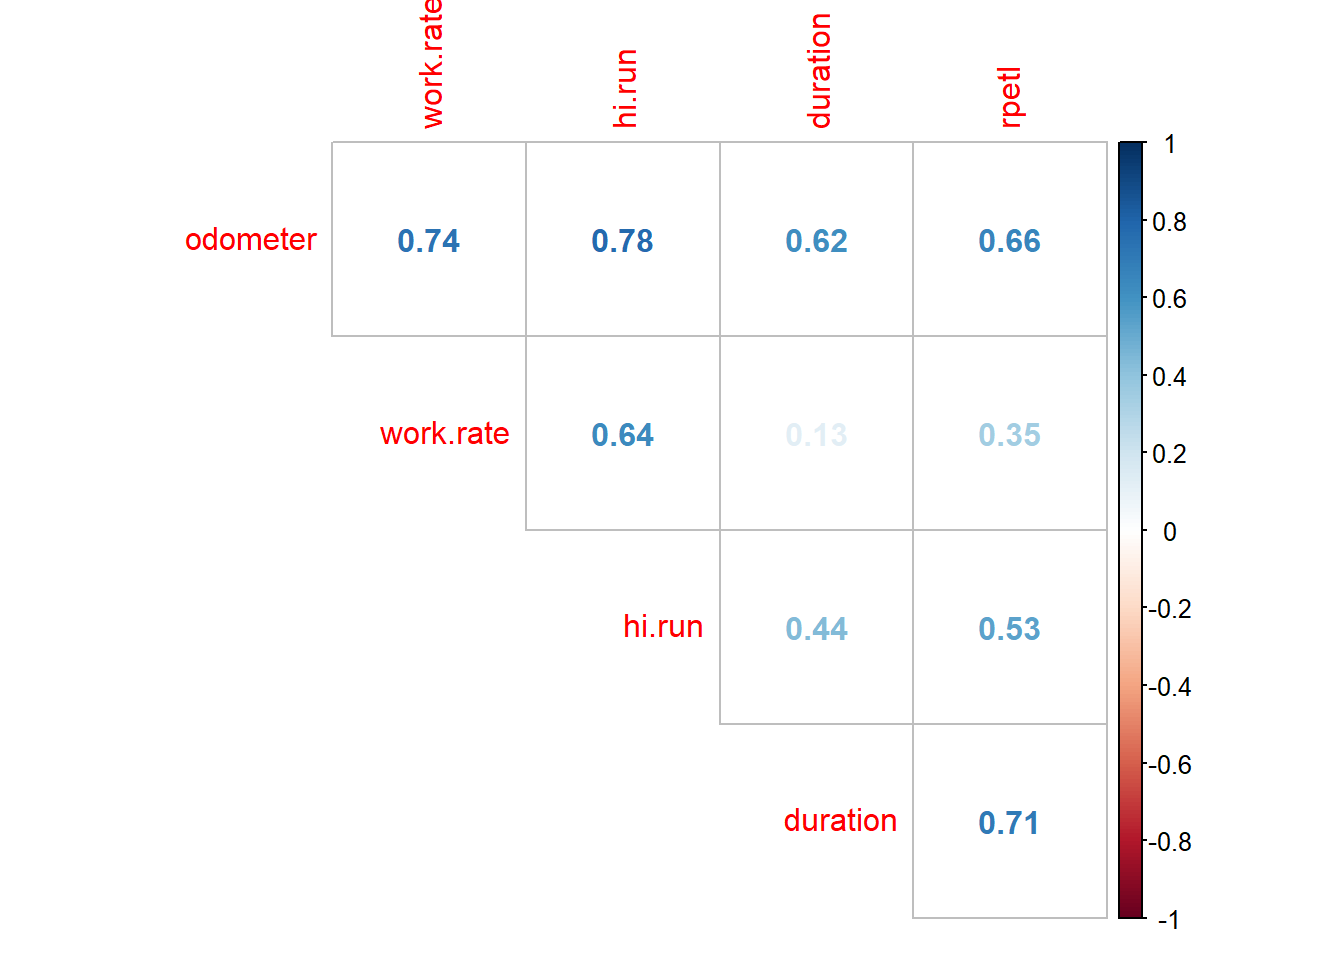 work.rate hi.run duration rpetl
odometer 0.74 0.78 0.62 0.66
work.rate 0.64 0.13 0.35
hi.run 0.44 0.53
duration 0.71
1
0.8
0.6
0.4
0.2
0
-0.2
-0.4
-0.6
-0.8
-1